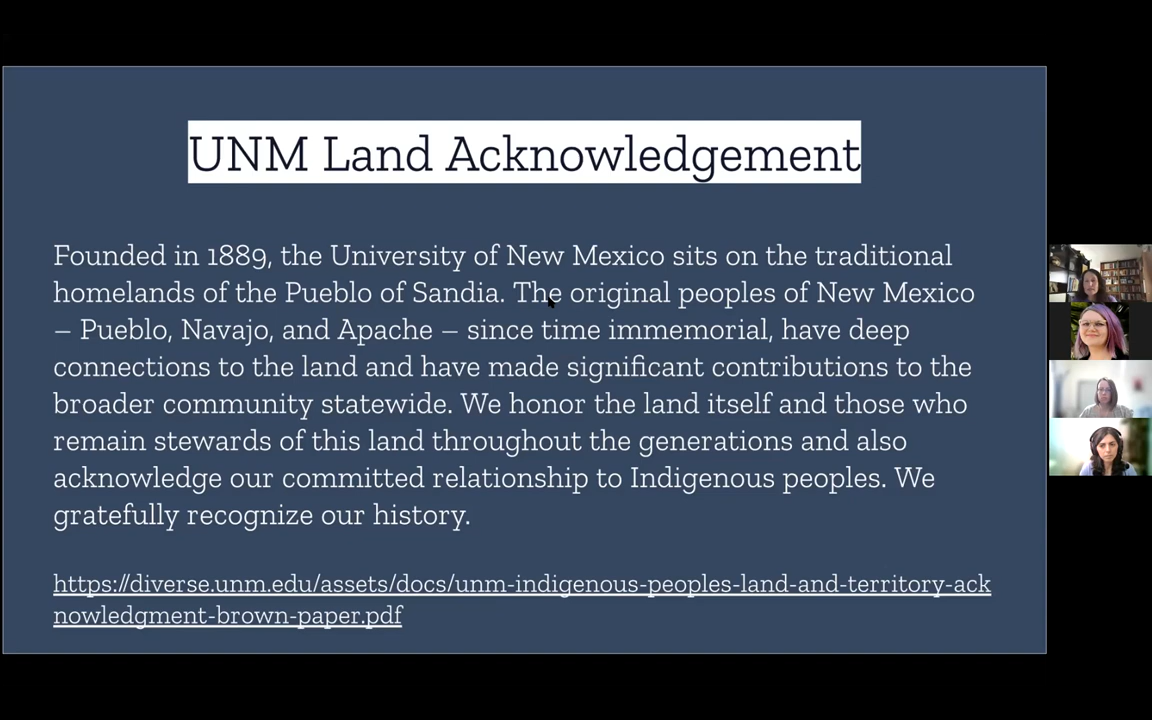 UNM Land Acknowledgement
Founded in 1889, the University of New Mexico sits on the traditional
homelands of the Pueblo of Sandia. The original peoples of New Mexico
– Pueblo, Navajo, and Apache – since time immemorial, have deep
connections to the land and have made significant contributions to the
broader community statewide. We honor the land itself and those who
remain stewards of this land throughout the generations and also
acknowledge our committed relationship to Indigenous peoples. We
gratefully recognize our history.
https://diverse.unm.edu/assets/docs/unm-indigenous-peoples-land-and-territory-ack
nowledgment-brown-paper.pdf